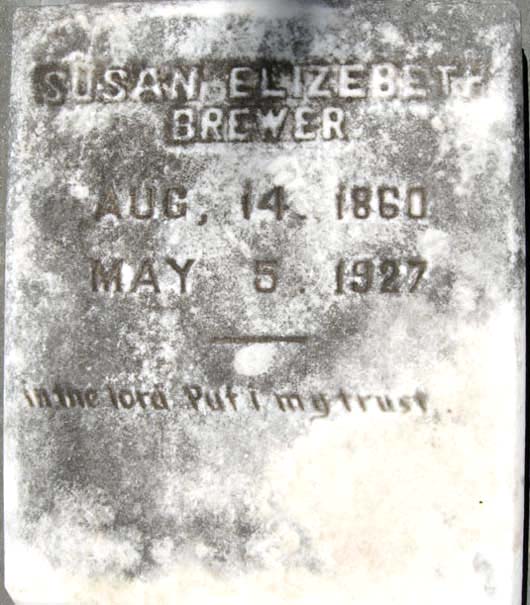 SUSAN ELIZEBETH
BREWER
AUG, 14. 1860
MAY 5. 1927
in the lord Put i my trust.